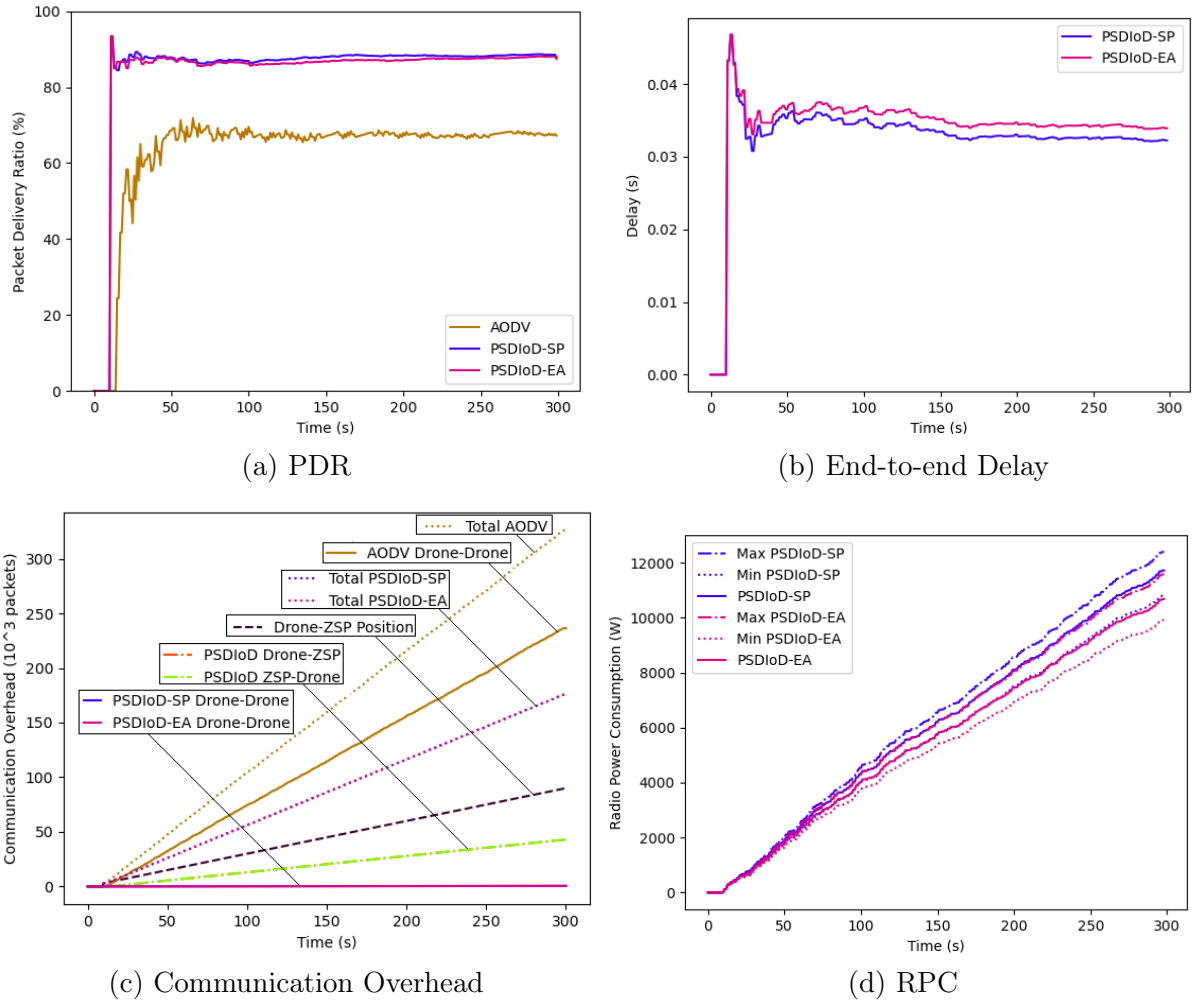 100
80
60
40
20
0
Packet Delivery Ratio (%)
AODV
PSDIoD-SP
PSDIoD-EA
0 50 100 150 200 250 300
Time (s)
(a) PDR
0.04
0.03
0.02
0.01
0.00
Delay (s)
PSDIoD-SP
PSDIoD-EA
0 50 100 150 200 250 300
Time (s)
(b) End-to-end Delay
300
250
200
150
100
50
0
Communication Overhead (10^3 packets)
Total AODV
AODV Drone-Drone
Total PSDIoD-SP
Total PSDIoD-EA
Drone-ZSP Position
PSDIoD Drone-ZSP
PSDIoD ZSP-Drone
PSDIoD-SP Drone-Drone
PSDIoD-EA Drone-Drone
0 50 100 150 200 250 300
Time (s)
(c) Communication Overhead
12000
10000
8000
6000
4000
2000
0
Radio Power Consumption (W)
Max PSDIoD-SP
Min PSDIoD-SP
PSDIoD-SP
Max PSDIoD-EA
Min PSDIoD-EA
PSDIoD-EA
0 50 100 150 200 250 300
Time (s)
(d) RPC